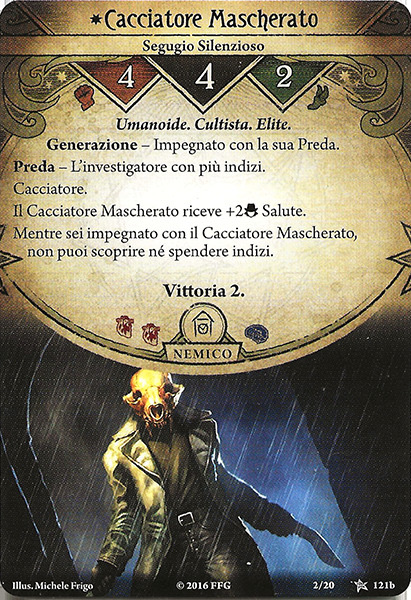 *Cacciatore Mascherato
Segugio Silenzioso
4 4 2
Umanoide. Cultista. Elite.
Generazione – Impegnato con la sua Preda.
Preda – L'investigatore con più indizi.
Cacciatore.
Il Cacciatore Mascherato riceve +2 Salute.
Mentre sei impegnato con il Cacciatore Mascherato,
non puoi scoprire né spendere indizi.
Vittoria 2.
NEMICO
Illus. Michele Frigo © 2016 FFG 2/20 121b